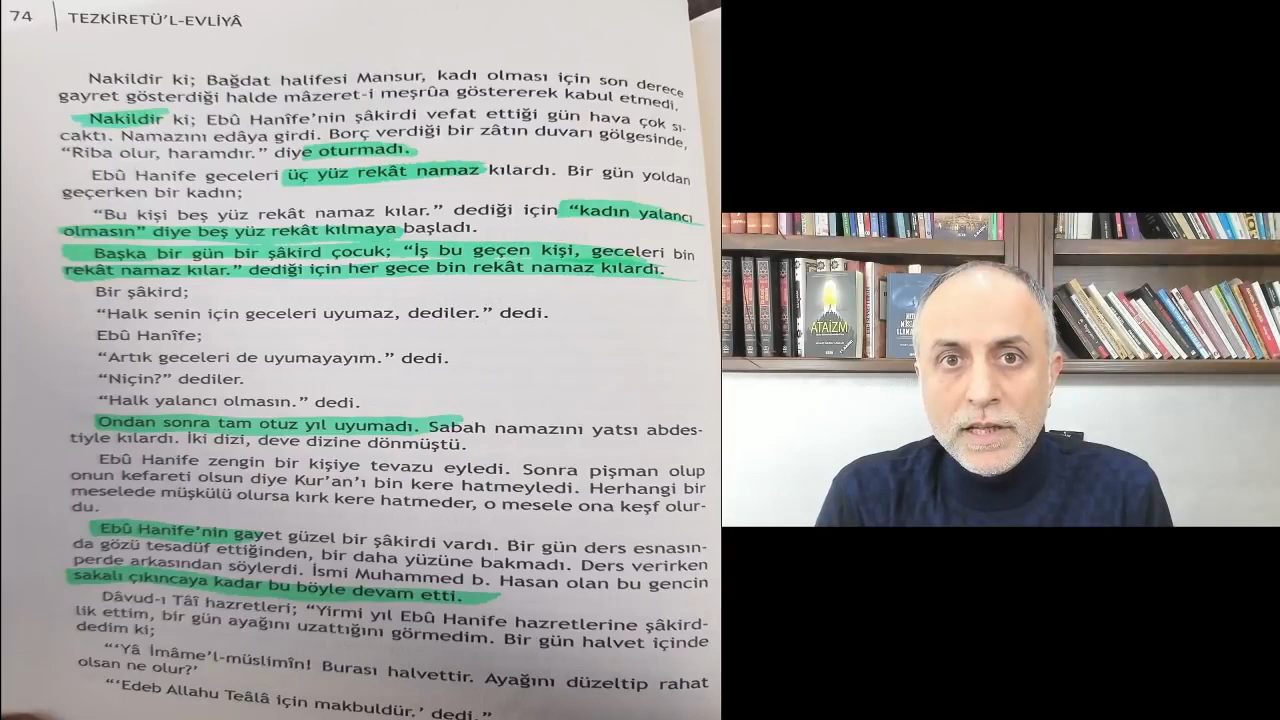 74
TEZKİRETÜ'L-EVLİYÂ
Nakildir ki; Bağdat halifesi Mansur, kadı olması için son derece
gayret gösterdiği halde mâzeret-i meşrûa göstererek kabul etmedi.
Nakildir ki; Ebû Hanîfe'nin şâkirdi vefat ettiği gün hava çok sı-
caktı. Namazını edâya girdi. Borç verdiği bir zâtın duvarı gölgesinde,
“Riba olur, haramdır.” diye oturmadı.
Ebû Hanife geceleri üç yüz rekât namaz kılardı. Bir gün yoldan
geçerken bir kadın;
“Bu kişi beş yüz rekât namaz kılar.” dediği için “kadın yalancı
olmasın” diye beş yüz rekât kılmaya başladı.
Başka bir gün bir şâkird çocuk; “İş bu geçen kişi, geceleri bin
rekât namaz kılar.” dediği için her gece bin rekât namaz kılardı.
Bir şâkird;
“Halk senin için geceleri uyumaz, dediler.” dedi.
Ebû Hanîfe;
“Artık geceleri de uyumayayım.” dedi.
“Niçin?” dediler.
“Halk yalancı olmasın.” dedi.
Ondan sonra tam otuz yıl uyumadı. Sabah namazını yatsı abdes-
tiyle kılardı. İki dizi, deve dizine dönmüştü.
Ebû Hanife zengin bir kişiye tevazu eyledi. Sonra pişman olup
onun kefareti olsun diye Kur'an'ı bin kere hatmeyledi. Herhangi bir
meselede müşkülü olursa kırk kere hatmeder, o mesele ona keşf olur-
du.
Ebû Hanîfe'nin gayet güzel bir şâkirdi vardı. Bir gün ders esnasın-
da gözü tesadüf ettiğinden, bir daha yüzüne bakmadı. Ders verirken
perde arkasından söylerdi. İsmi Muhammed b. Hasan olan bu gencin
sakalı çıkıncaya kadar bu böyle devam etti.
Dâvud-ı Tâî hazretleri; “Yirmi yıl Ebû Hanife hazretlerine şâkird-
lik ettim, bir gün ayağını uzattığını görmedim. Bir gün halvet içinde
dedim ki;
“‘Yâ İmâme'l-müslimîn! Burası halvettir. Ayağını düzeltip rahat
olsan ne olur?’
“‘Edeb Allahu Teâlâ için makbuldür.’ dedi.”
ATAİZM